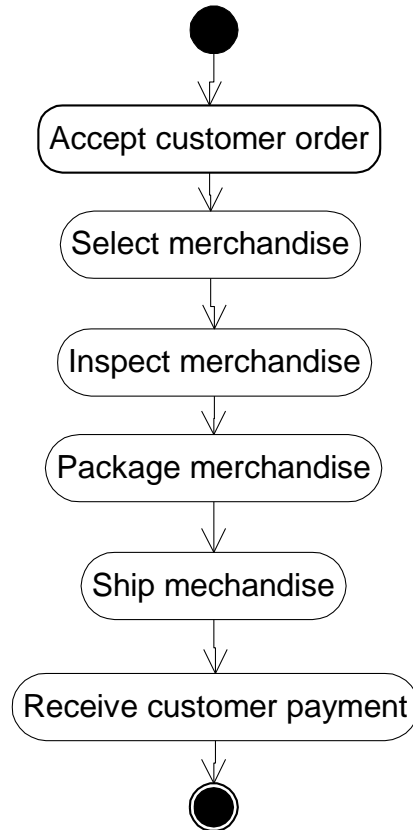 Accept customer order
Select merchandise
Inspect merchandise
Package merchandise
Ship mechandise
Receive customer payment